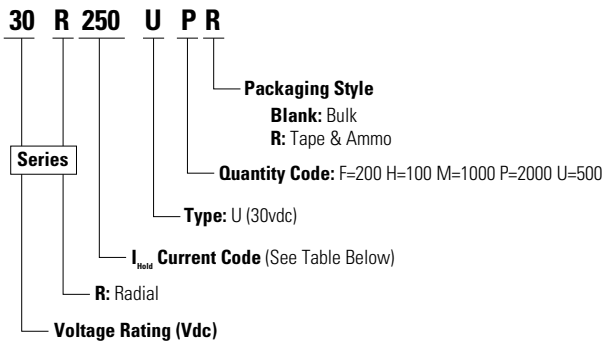 30 R 250 U P R
Packaging Style
Blank: Bulk
R: Tape & Ammo
Series
Quantity Code: F=200 H=100 M=1000 P=2000 U=500
Type: U (30vdc)
IHold Current Code (See Table Below)
R: Radial
Voltage Rating (Vdc)